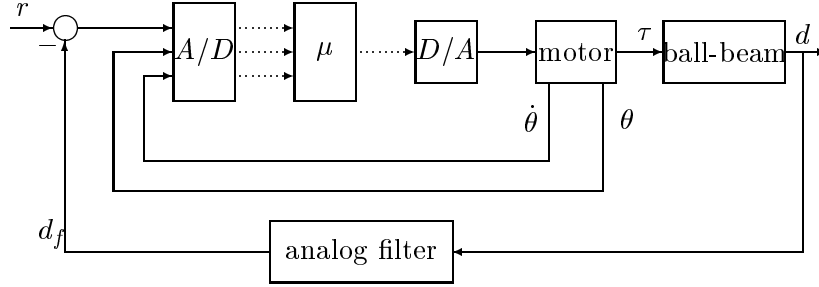 r
−
A/D
μ
D/A
motor
τ
ball-beam
d
θ̇
θ
d_f
analog filter